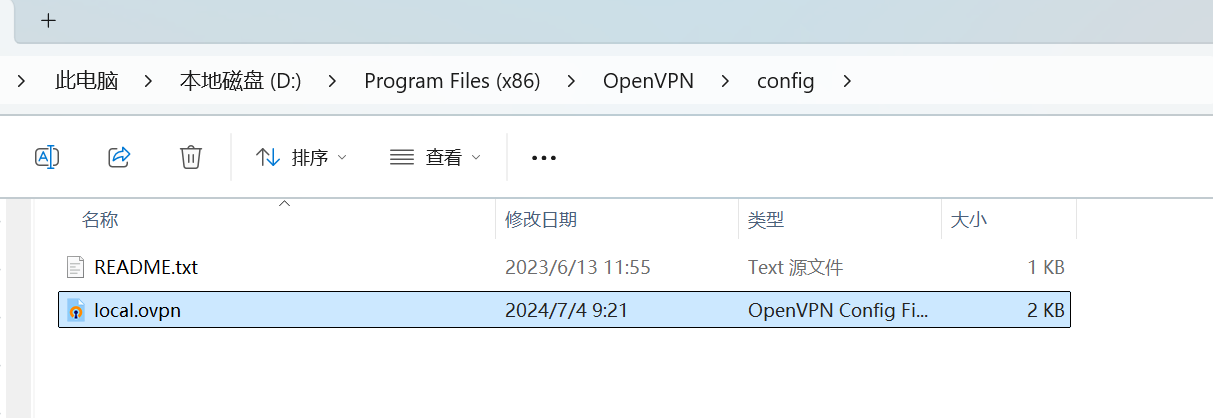 此电脑 > 本地磁盘 (D:) > Program Files (x86) > OpenVPN > config >
排序 查看
名称 修改日期 类型 大小
README.txt 2023/6/13 11:55 Text 源文件 1 KB
local.ovpn 2024/7/4 9:21 OpenVPN Config Fi... 2 KB